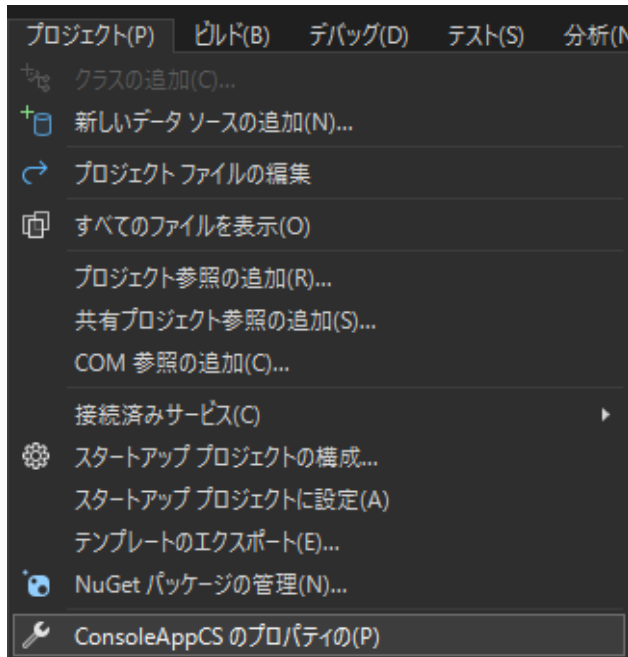 プロジェクト(P) ビルド(B) デバッグ(D) テスト(S) 分析(N
クラスの追加(C)...
新しいデータ ソースの追加(N)...
プロジェクト ファイルの編集
すべてのファイルを表示(O)
プロジェクト参照の追加(R)...
共有プロジェクト参照の追加(S)...
COM 参照の追加(C)...
接続済みサービス(C)
スタートアップ プロジェクトの構成...
スタートアップ プロジェクトに設定(A)
テンプレートのエクスポート(E)...
NuGet パッケージの管理(N)...
ConsoleAppCS のプロパティの(P)